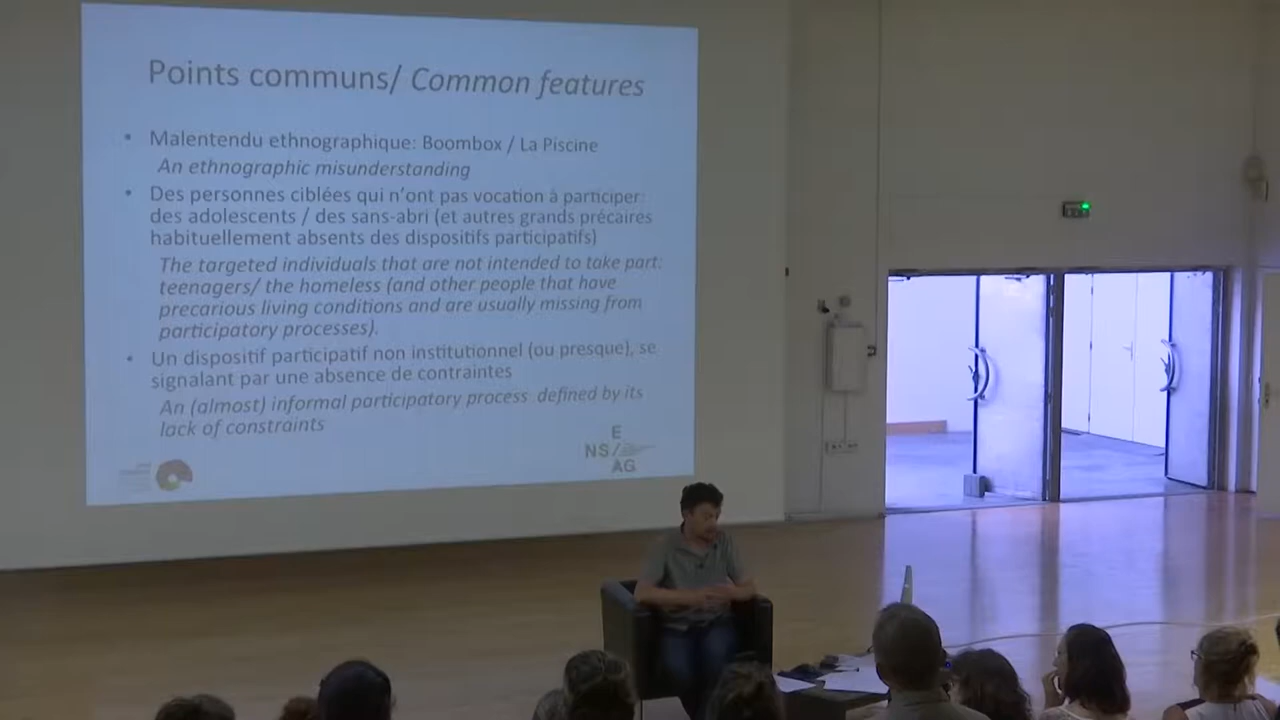 Points communs/ Common features
• Malentendu ethnographique: Boombox / La Piscine
An ethnographic misunderstanding
• Des personnes ciblées qui n'ont pas vocation à participer:
des adolescents / des sans-abri (et autres grands précaires
habituellement absents des dispositifs participatifs)
The targeted individuals that are not intended to take part:
teenagers/ the homeless (and other people that have
precarious living conditions and are usually missing from
participatory processes).
• Un dispositif participatif non institutionnel (ou presque), se
signalant par une absence de contraintes
An (almost) informal participatory process defined by its
lack of constraints
E
NS/
AG